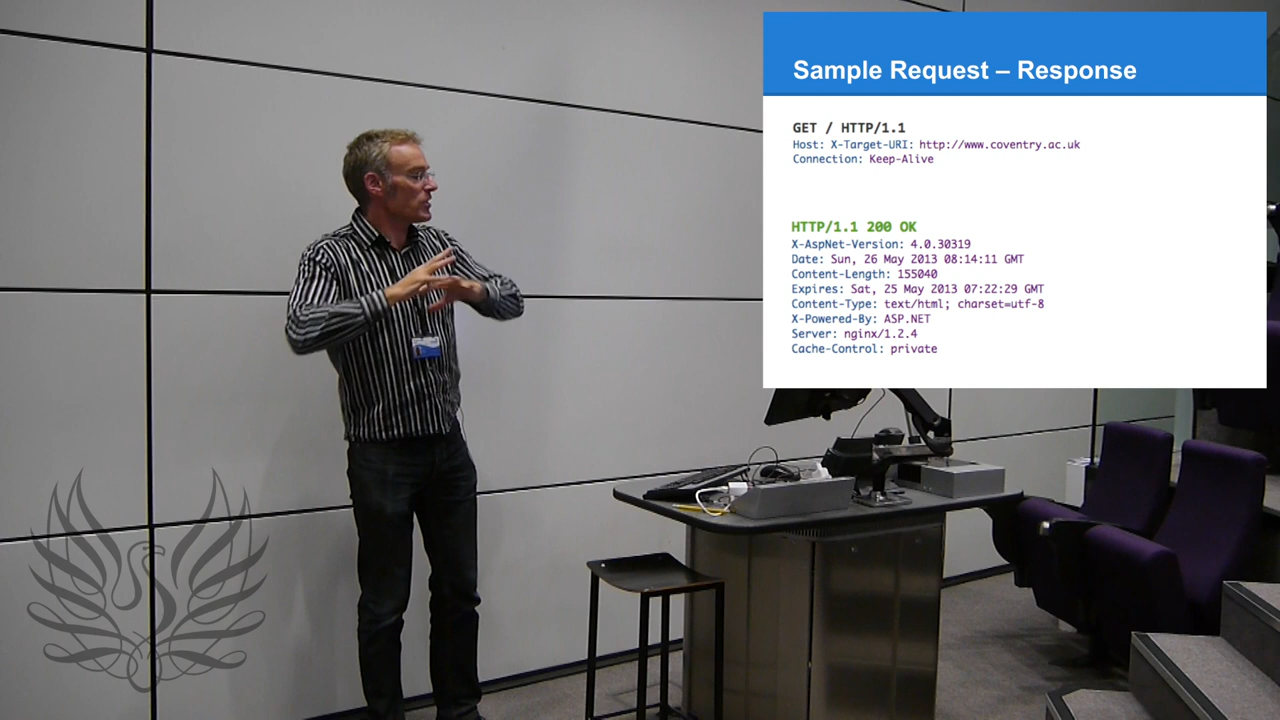 Sample Request – Response
GET / HTTP/1.1
Host: X-Target-URI: http://www.coventry.ac.uk
Connection: Keep-Alive
HTTP/1.1 200 OK
X-AspNet-Version: 4.0.30319
Date: Sun, 26 May 2013 08:14:11 GMT
Content-Length: 155040
Expires: Sat, 25 May 2013 07:22:29 GMT
Content-Type: text/html; charset=utf-8
X-Powered-By: ASP.NET
Server: nginx/1.2.4
Cache-Control: private